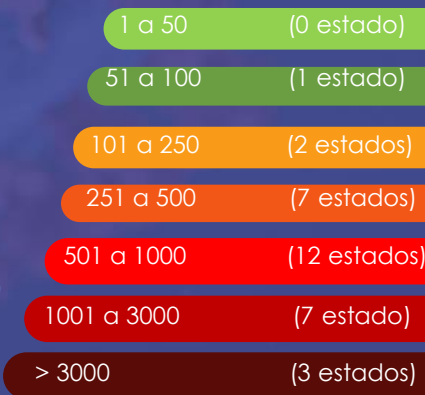 1 a 50 (0 estado)
51 a 100 (1 estado)
101 a 250 (2 estados)
251 a 500 (7 estados)
501 a 1000 (12 estados)
1001 a 3000 (7 estado)
> 3000 (3 estados)